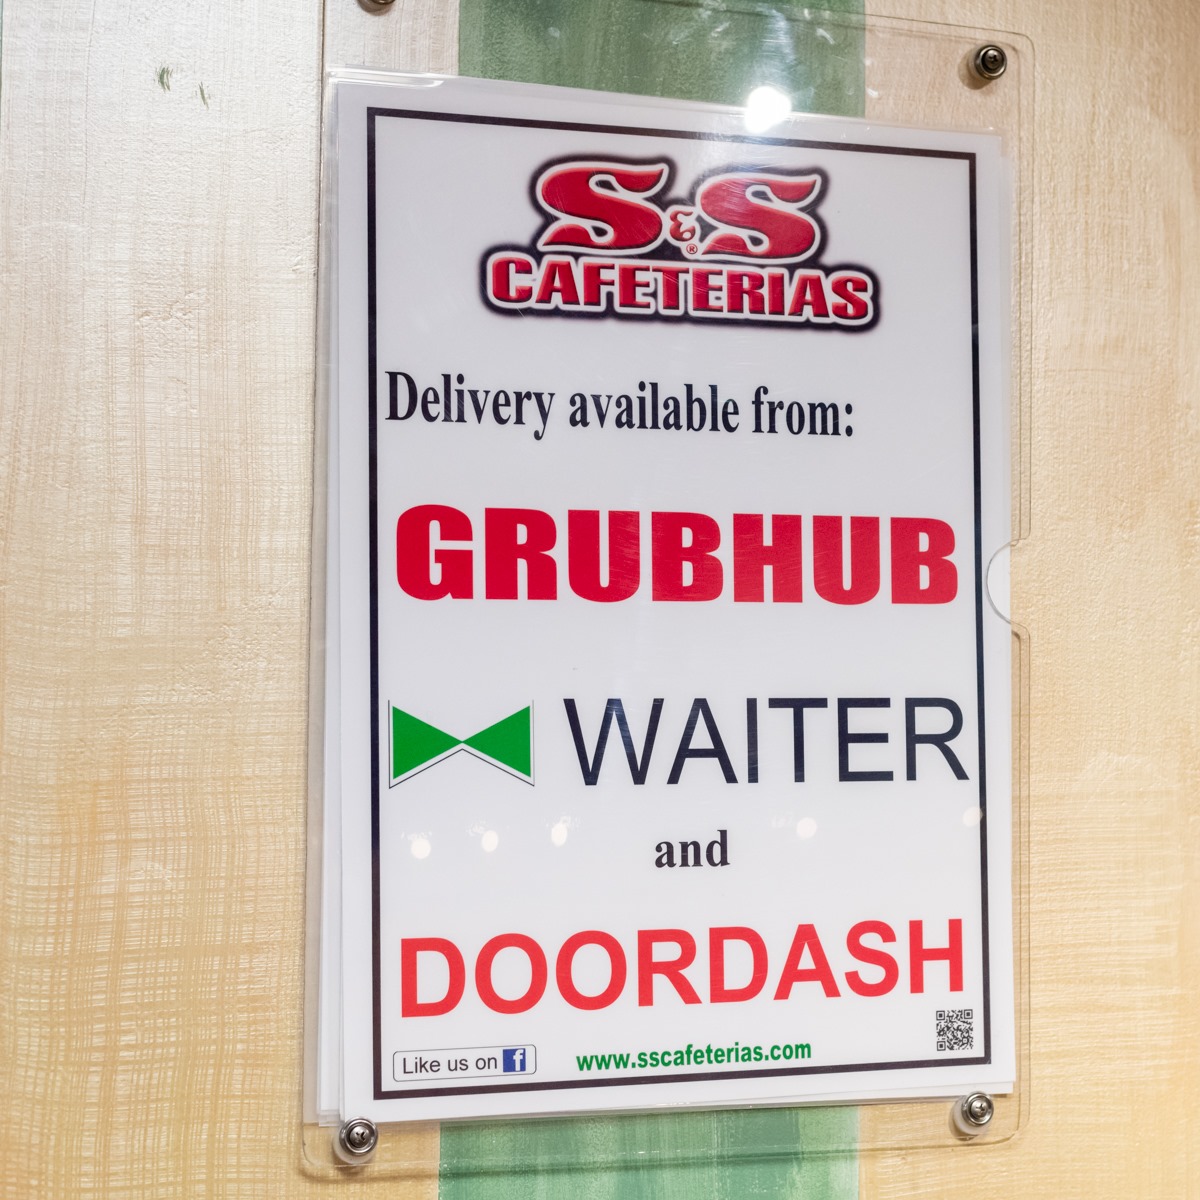 S&S®
CAFETERIAS
Delivery available from:
GRUBHUB
WAITER
and
DOORDASH
Like us on f
www.sscafeterias.com